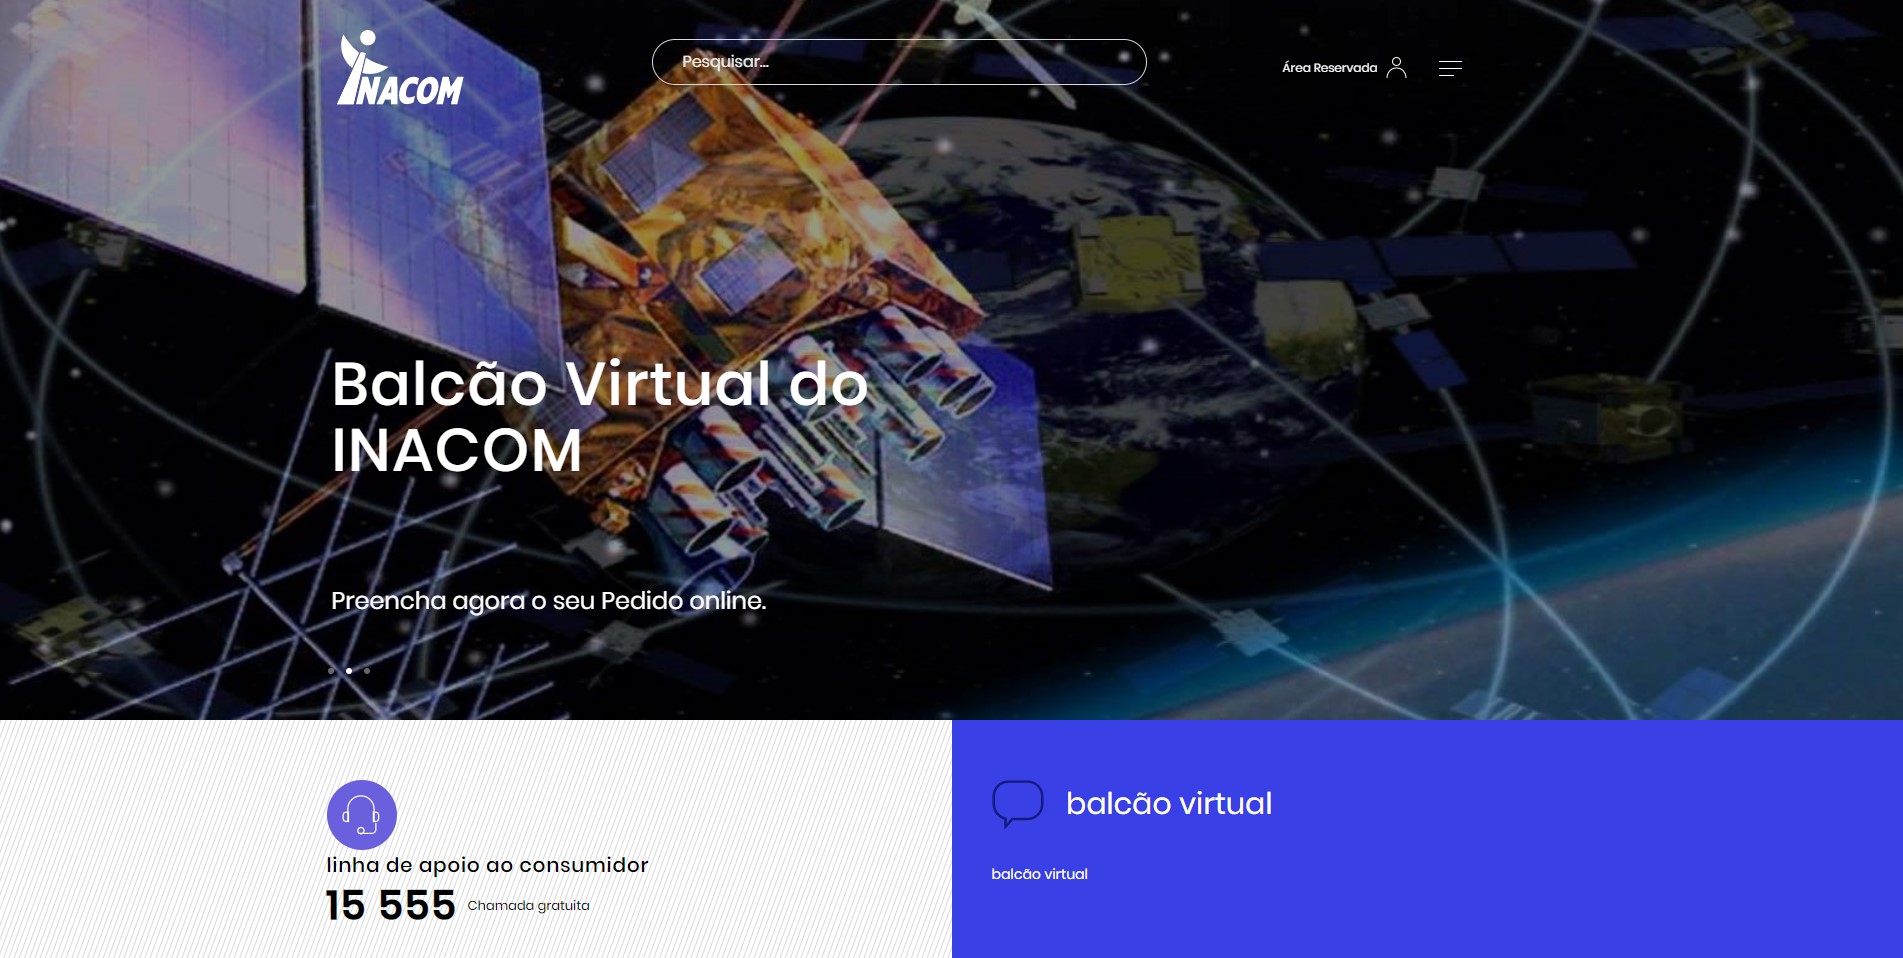 INACOM
Pesquisar...
Área Reservada
Balcão Virtual do
INACOM
Preencha agora o seu Pedido online.
linha de apoio ao consumidor
15 555 Chamada gratuita
balcão virtual
balcão virtual